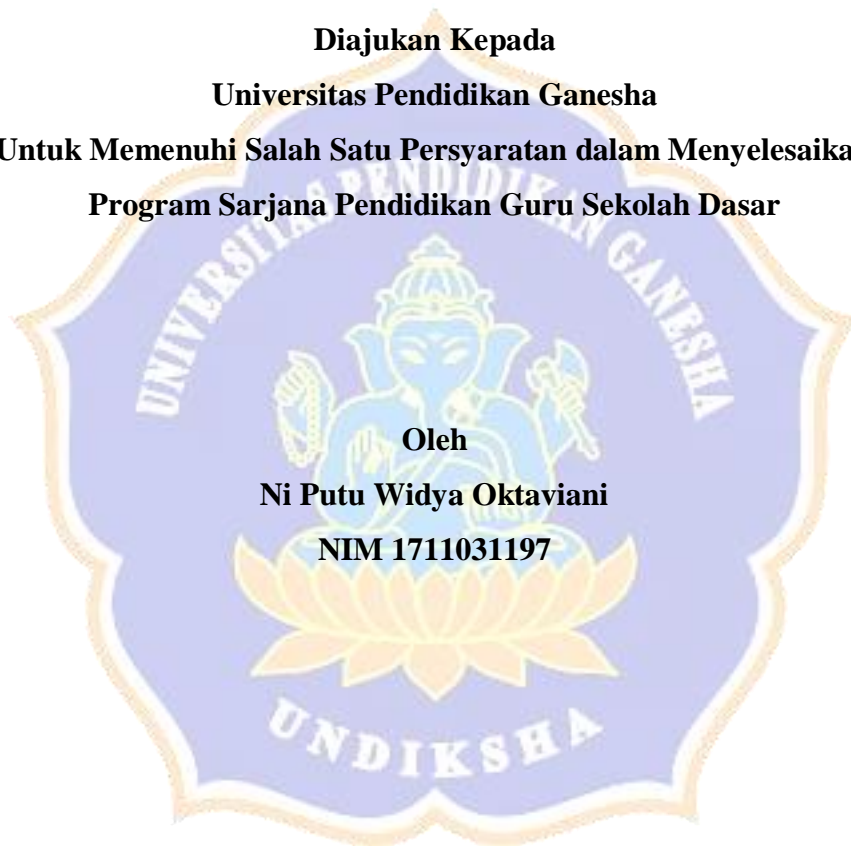 Diajukan Kepada
Universitas Pendidikan Ganesha
Untuk Memenuhi Salah Satu Persyaratan dalam Menyelesaika
Program Sarjana Pendidikan Guru Sekolah Dasar
UNIVERSITAS PENDIDIKAN GANESHA
Oleh
Ni Putu Widya Oktaviani
NIM 1711031197
UNDIKSHA